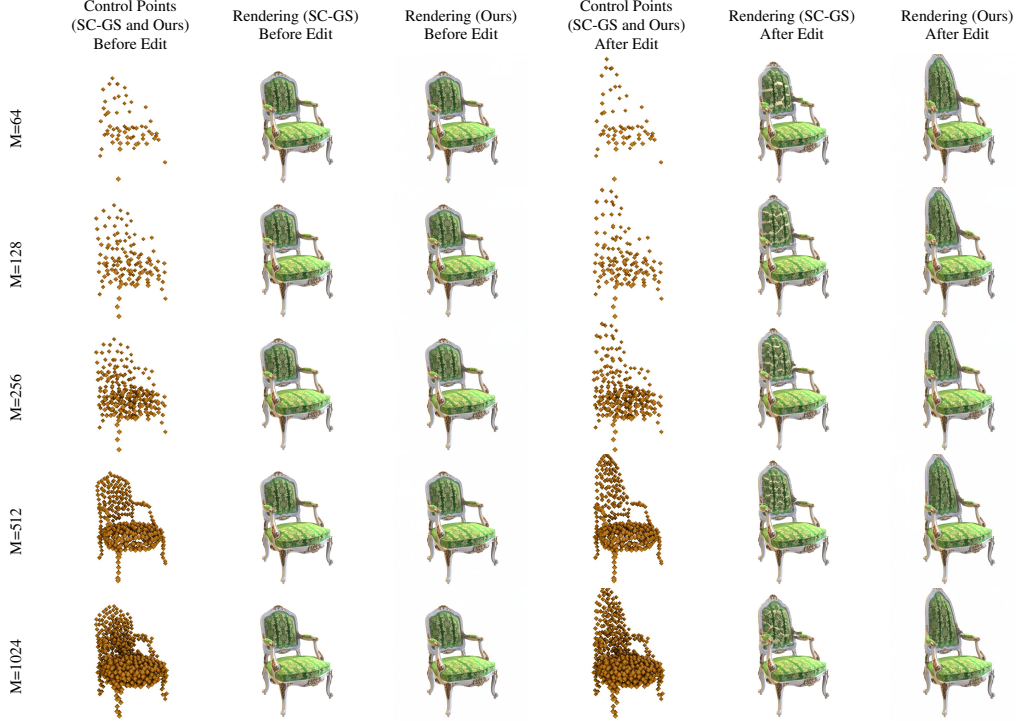 Control Points
(SC-GS and Ours)
Before Edit
Rendering (SC-GS)
Before Edit
Rendering (Ours)
Before Edit
Control Points
(SC-GS and Ours)
After Edit
Rendering (SC-GS)
After Edit
Rendering (Ours)
After Edit
M=64
M=128
M=256
M=512
M=1024